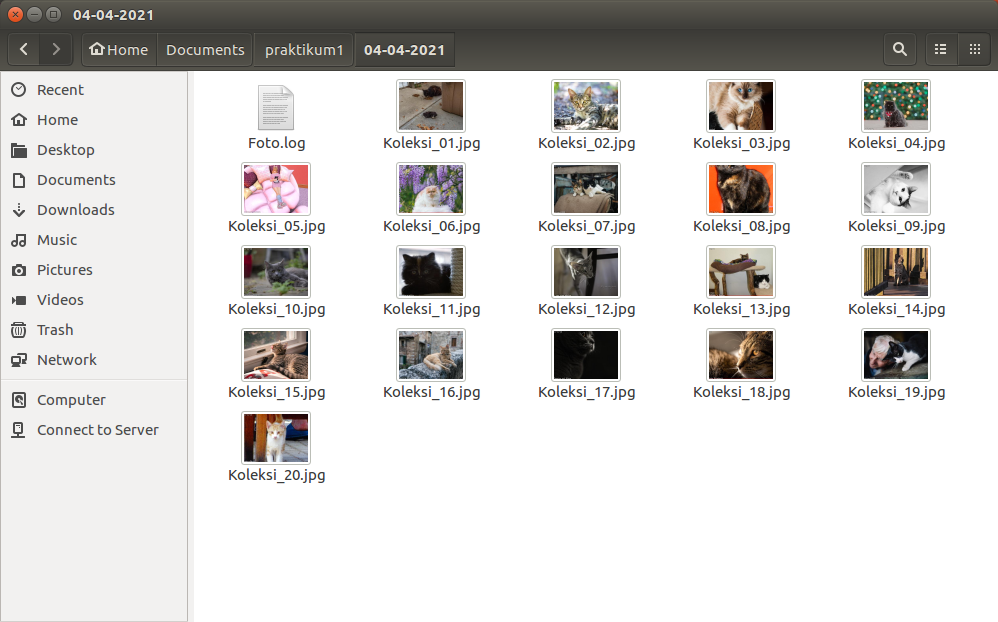 04-04-2021
Home Documents praktikum1 04-04-2021
Recent
Home
Desktop
Documents
Downloads
Music
Pictures
Videos
Trash
Network
Computer
Connect to Server
Foto.log Koleksi_01.jpg Koleksi_02.jpg Koleksi_03.jpg Koleksi_04.jpg
Koleksi_05.jpg Koleksi_06.jpg Koleksi_07.jpg Koleksi_08.jpg Koleksi_09.jpg
Koleksi_10.jpg Koleksi_11.jpg Koleksi_12.jpg Koleksi_13.jpg Koleksi_14.jpg
Koleksi_15.jpg Koleksi_16.jpg Koleksi_17.jpg Koleksi_18.jpg Koleksi_19.jpg
Koleksi_20.jpg